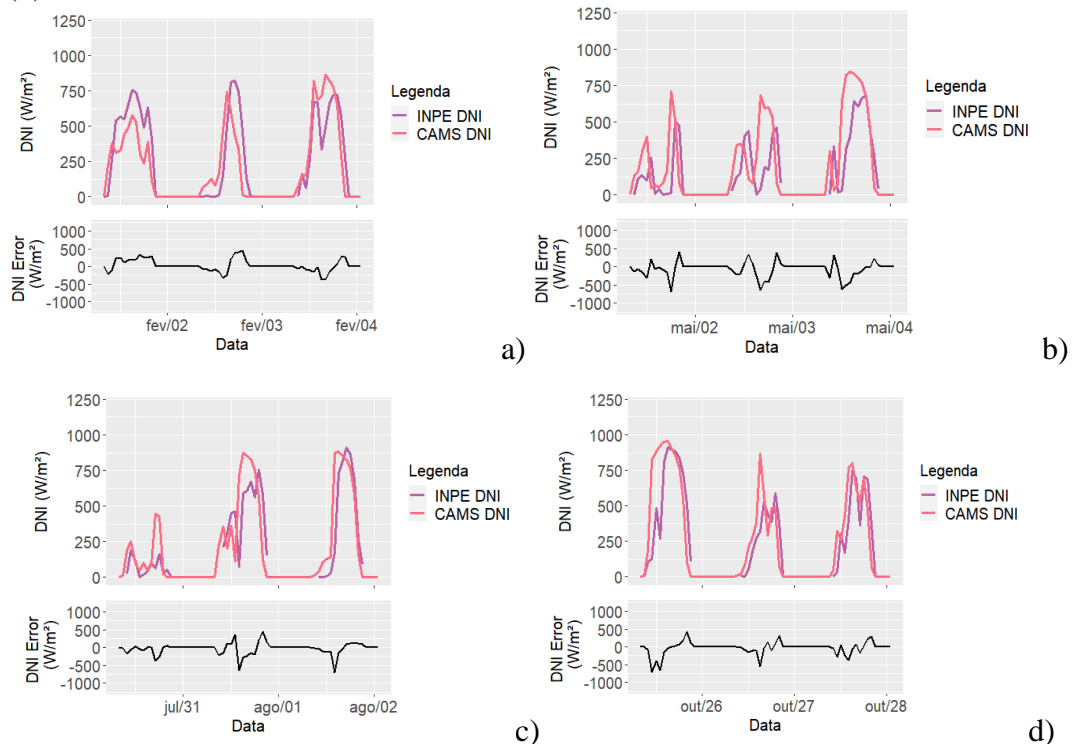 1250
1000
750
500
250
0
DNI (W/m²)
Legenda
INPE DNI
CAMS DNI
1000
500
0
-500
-1000
DNI Error
(W/m²)
fev/02 fev/03 fev/04
Data
a)
1250
1000
750
500
250
0
DNI (W/m²)
Legenda
INPE DNI
CAMS DNI
1000
500
0
-500
-1000
DNI Error
(W/m²)
mai/02 mai/03 mai/04
Data
b)
1250
1000
750
500
250
0
DNI (W/m²)
Legenda
INPE DNI
CAMS DNI
1000
500
0
-500
-1000
DNI Error
(W/m²)
jul/31 ago/01 ago/02
Data
c)
1250
1000
750
500
250
0
DNI (W/m²)
Legenda
INPE DNI
CAMS DNI
1000
500
0
-500
-1000
DNI Error
(W/m²)
out/26 out/27 out/28
Data
d)